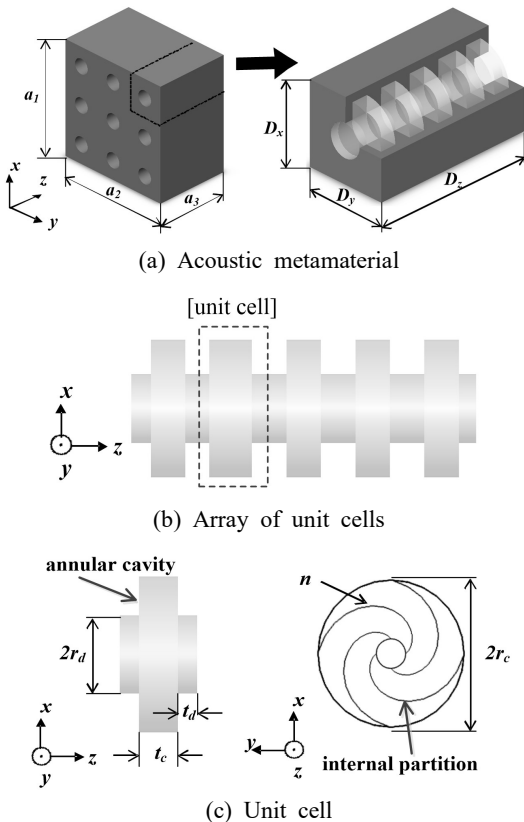 a1
a2
a3
x
z
y
Dx
Dy
Dz
(a) Acoustic metamaterial
[unit cell]
x
z
y
(b) Array of unit cells
annular cavity
2rd
td
tc
x
z
y
n
2rc
x
y
z
internal partition
(c) Unit cell